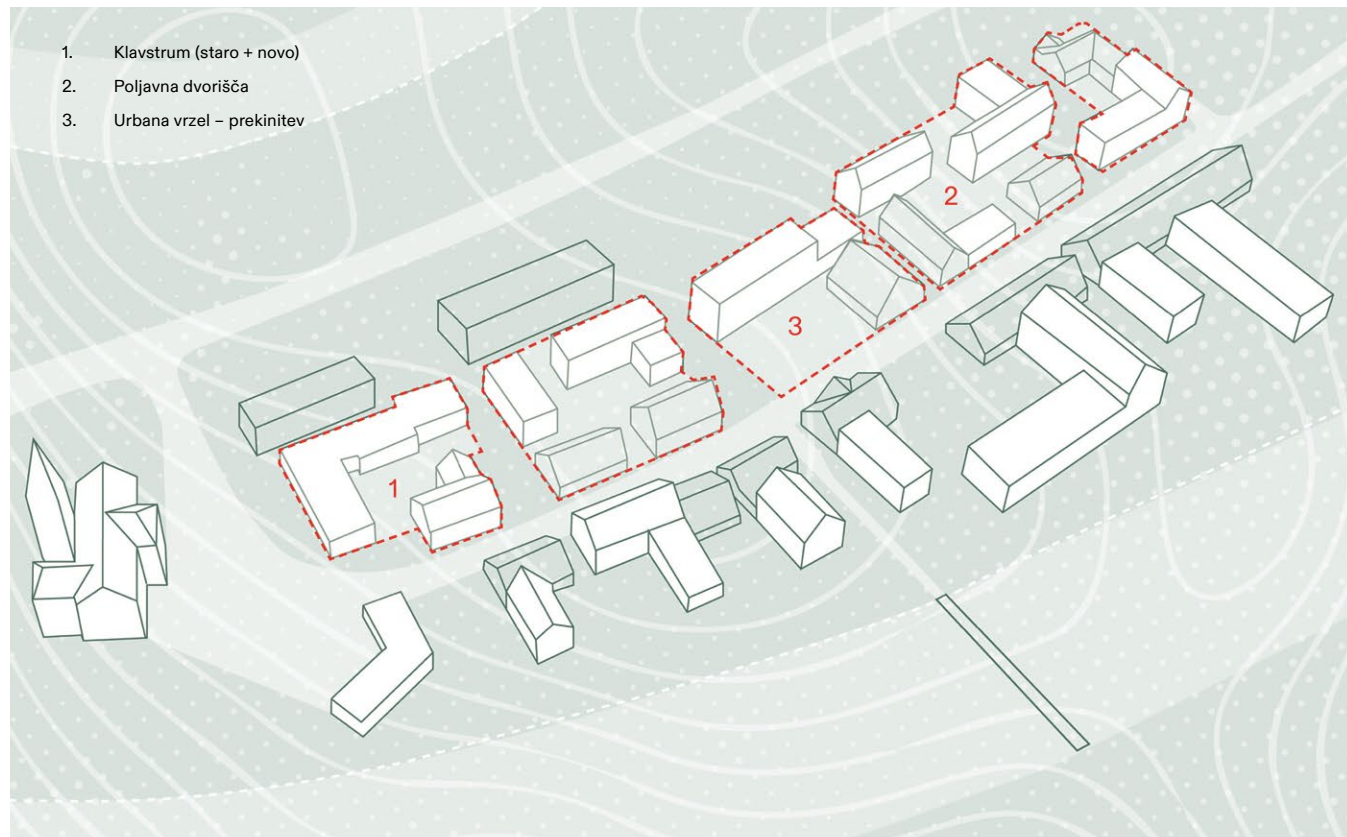 1. Klavstrum (staro + novo)
2. Poljavna dvorišča
3. Urbana vrzel – prekinitev
2
3
1